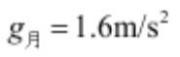 g月 = 1.6m/s²